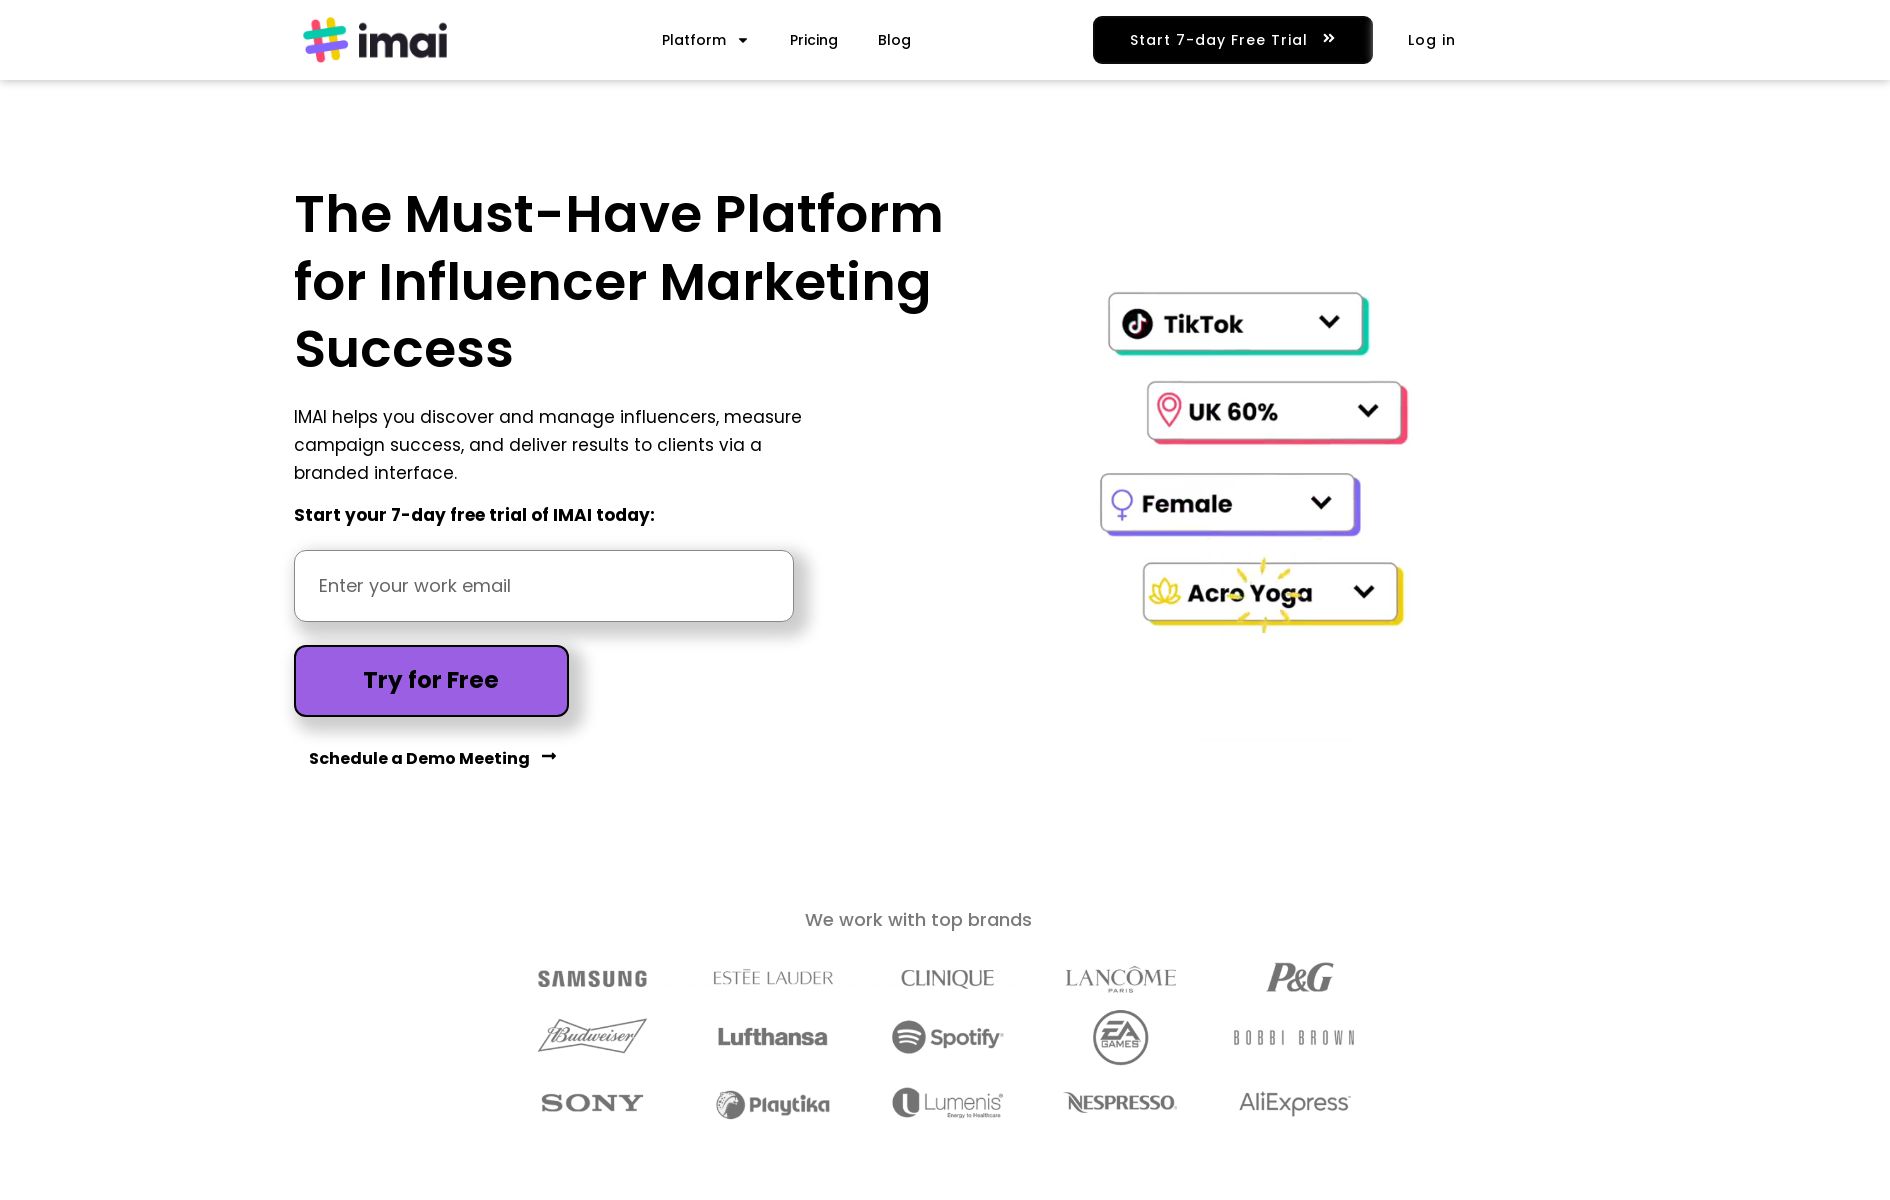 imai
Platform
Pricing
Blog
Start 7-day Free Trial
Log in
The Must-Have Platform
for Influencer Marketing
Success
IMAI helps you discover and manage influencers, measure
campaign success, and deliver results to clients via a
branded interface.
Start your 7-day free trial of IMAI today:
Enter your work email
Try for Free
Schedule a Demo Meeting
TikTok
UK 60%
Female
Acro Yoga
We work with top brands
SAMSUNG
ESTĒE LAUDER
CLINIQUE
LANCÔME
PARIS
P&G
Budweiser
Lufthansa
Spotify®
EA
GAMES™
BOBBI BROWN
SONY
Playtika
Lumenis®
Energy to Healthcare
NESPRESSO®
AliExpress™